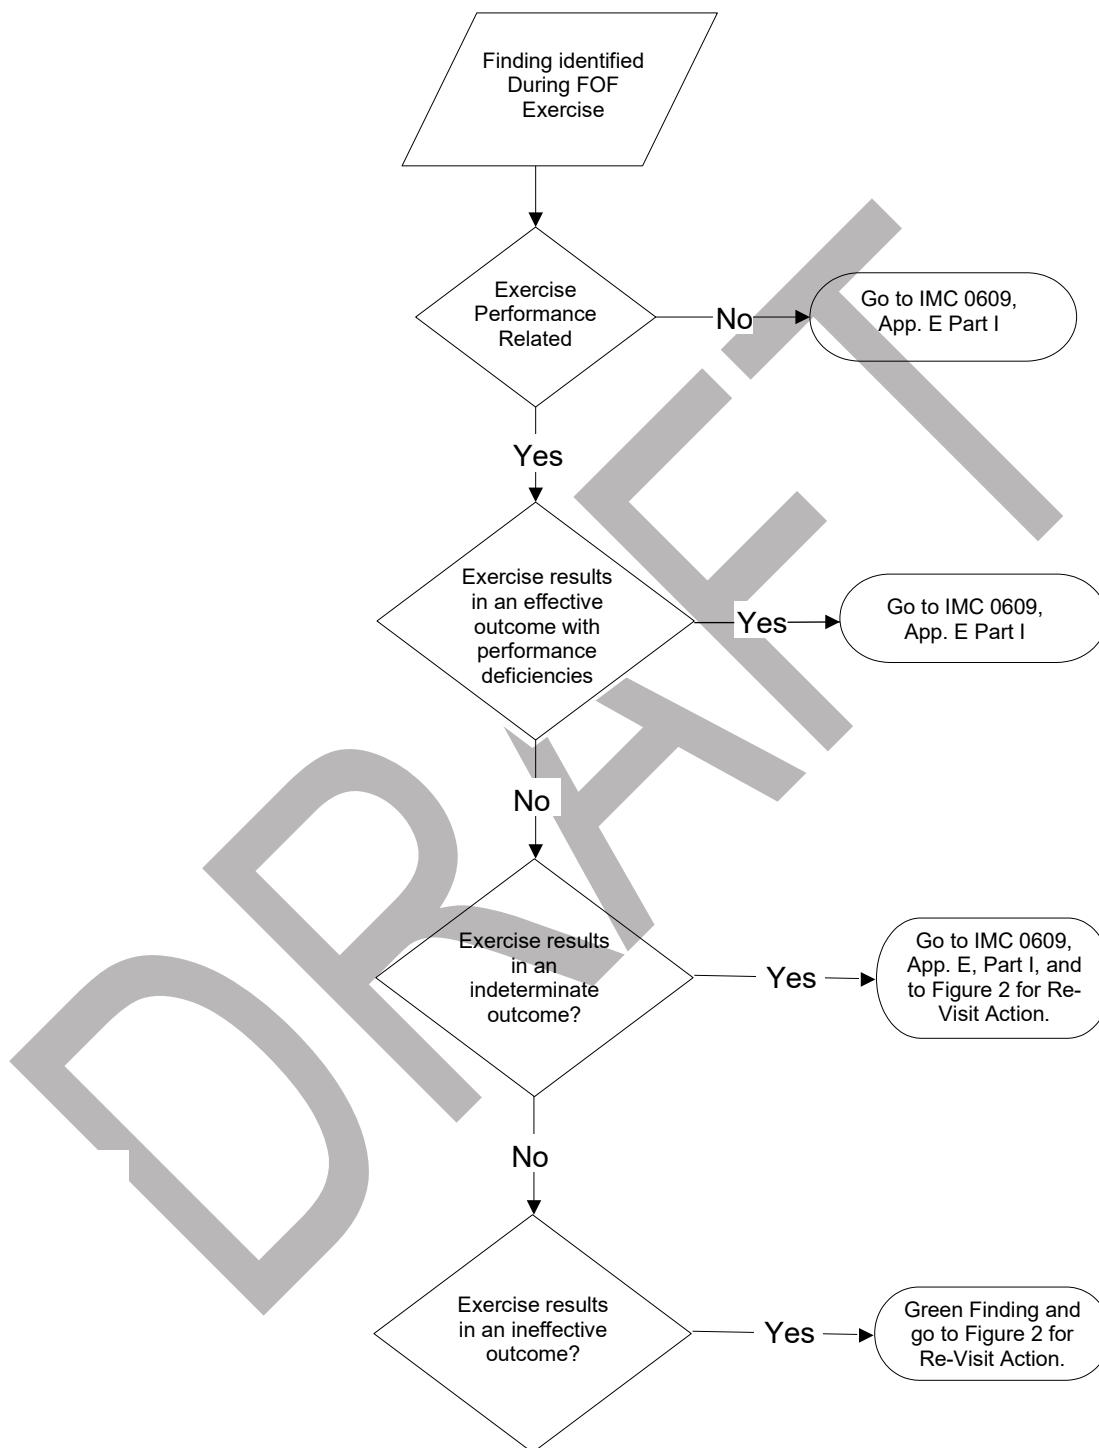 Finding identified
During FOF
Exercise
Exercise
Performance
Related
No
Go to IMC 0609,
App. E Part I
Yes
Exercise results
in an effective
outcome with
performance
deficiencies
Yes
Go to IMC 0609,
App. E Part I
No
Exercise results
in an
indeterminate
outcome?
Yes
Go to IMC 0609,
App. E, Part I, and
to Figure 2 for Re-
Visit Action.
No
Exercise results
in an ineffective
outcome?
Yes
Green Finding and
go to Figure 2 for
Re-Visit Action.
DRAFT